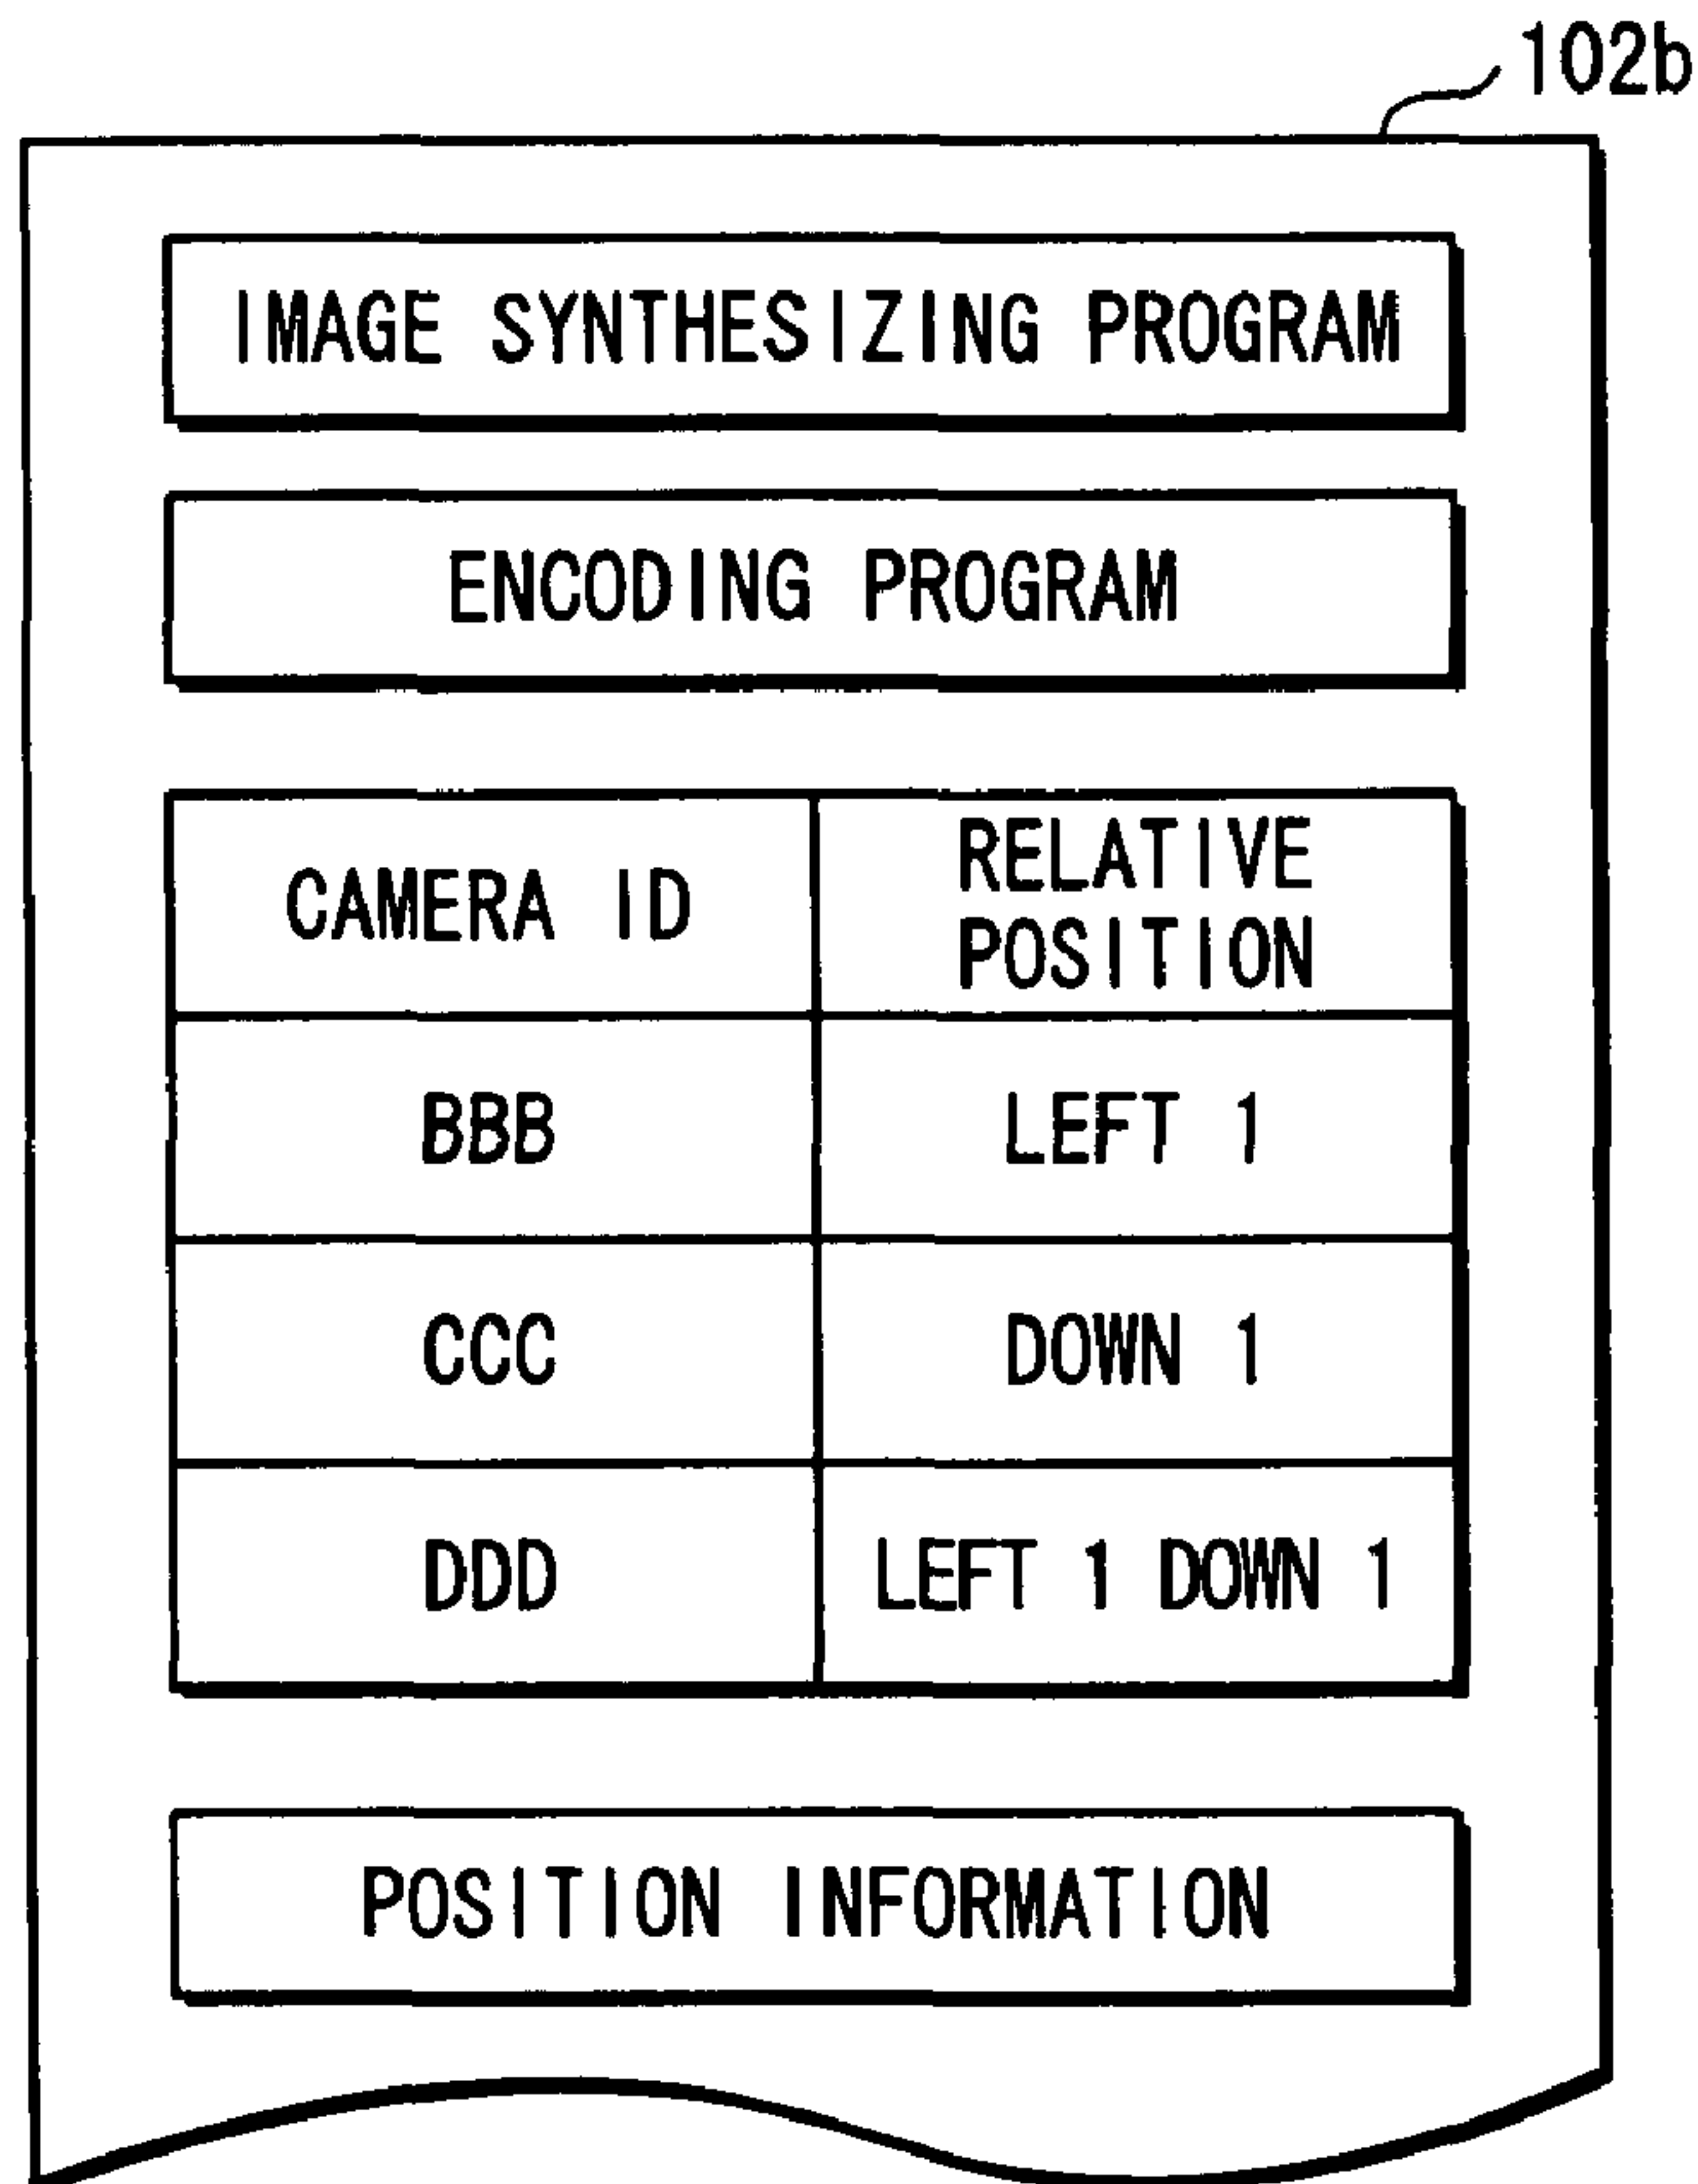 102b
IMAGE SYNTHESIZING PROGRAM
ENCODING PROGRAM
CAMERA ID
RELATIVE
POSITION
BBB
LEFT 1
CCC
DOWN 1
DDD
LEFT 1 DOWN 1
POSITION INFORMATION